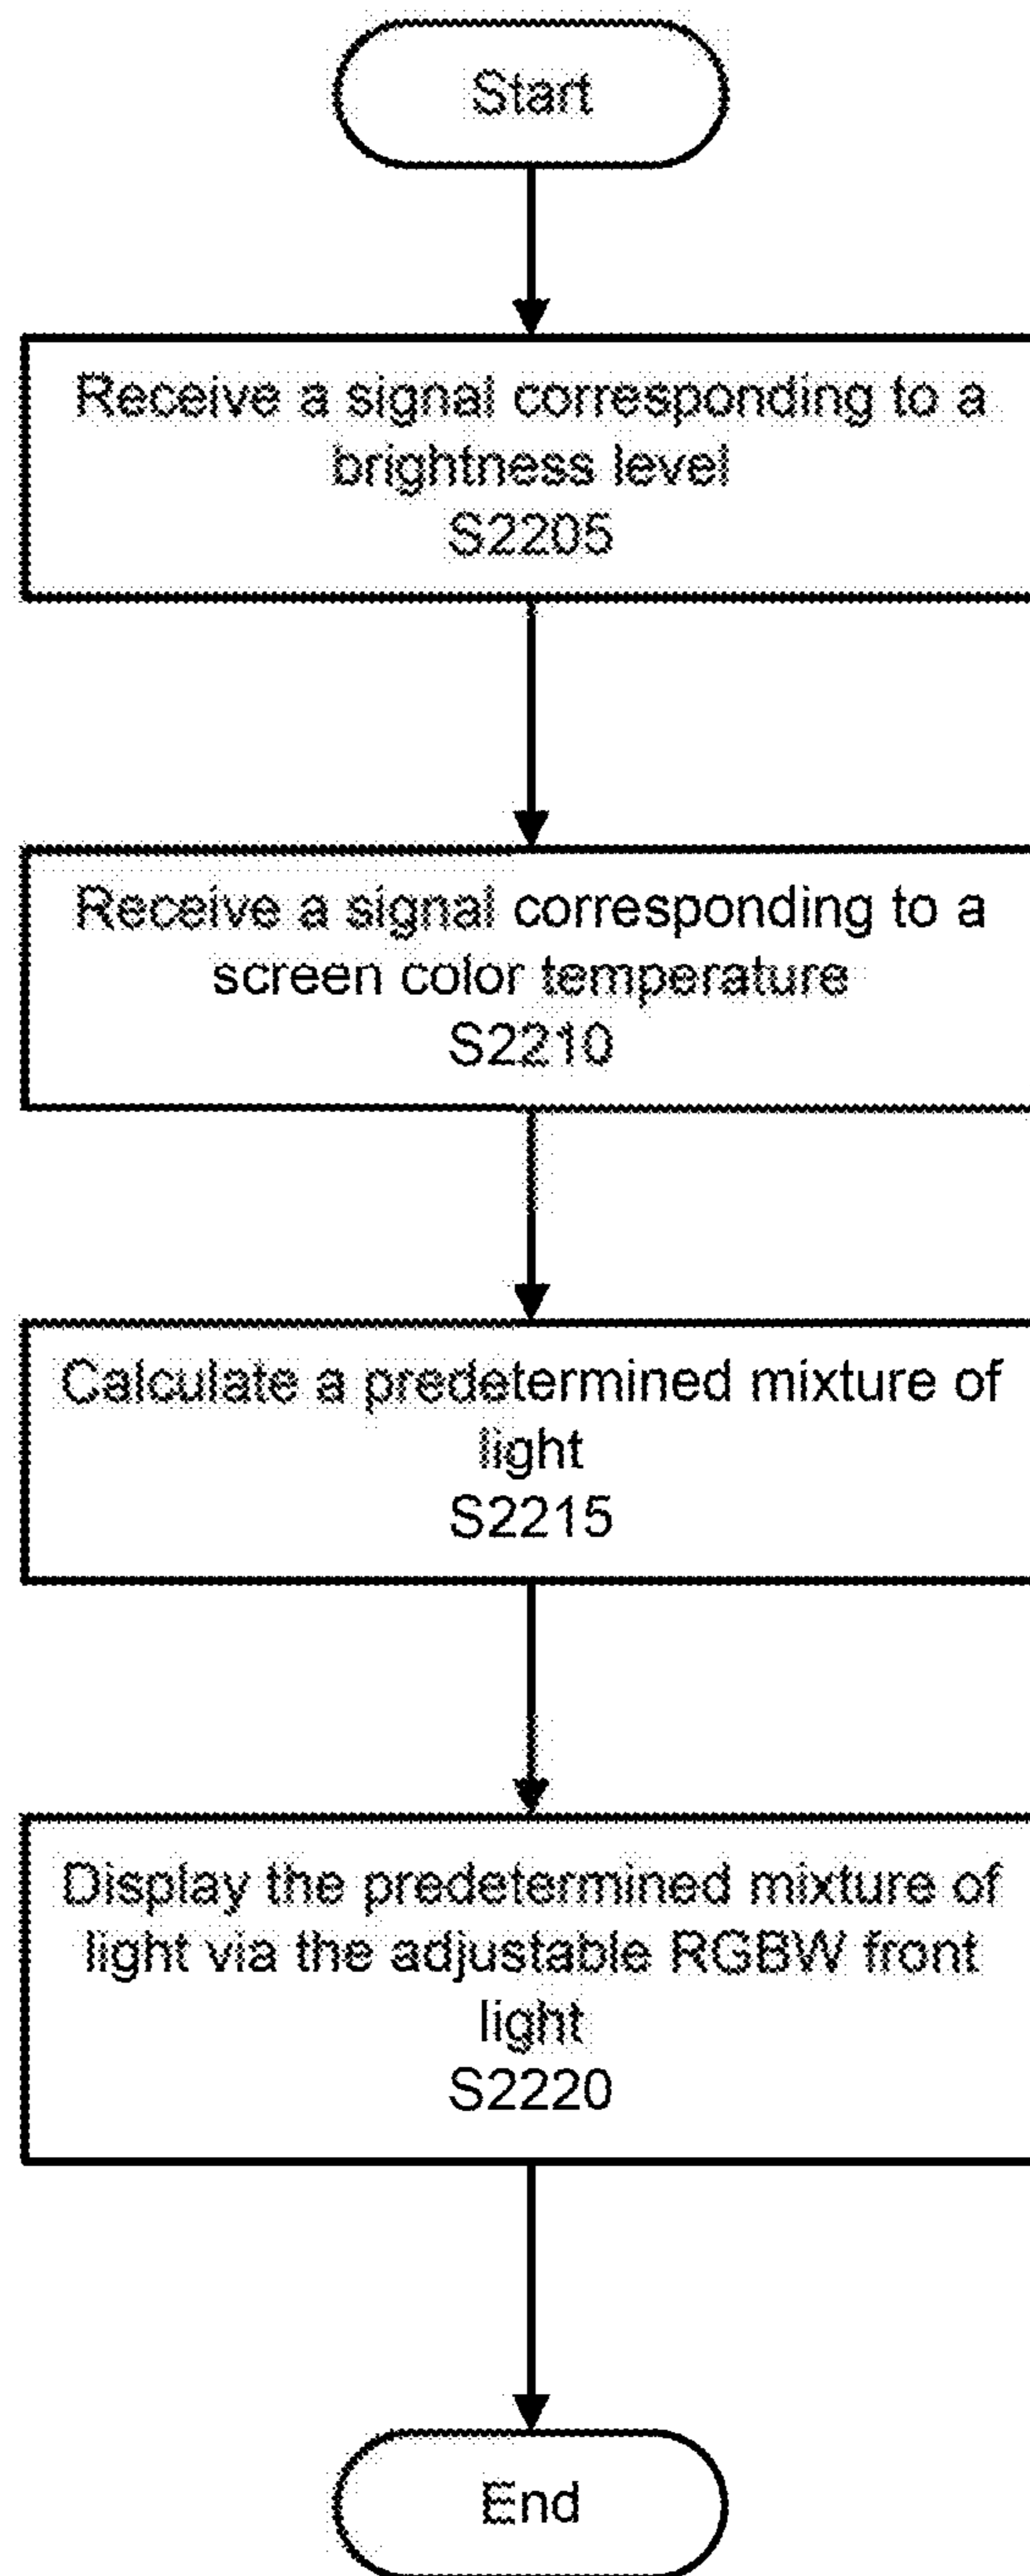 Start
Receive a signal corresponding to a
brightness level
S2205
Receive a signal corresponding to a
screen color temperature
S2210
Calculate a predetermined mixture of
light
S2215
Display the predetermined mixture of
light via the adjustable RGBW front
light
S2220
End